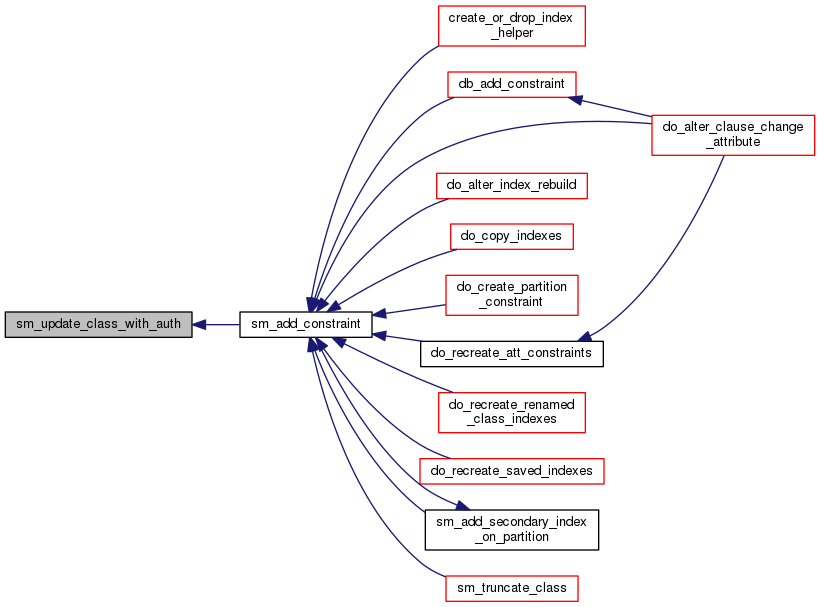 create_or_drop_index
_helper
db_add_constraint
do_alter_clause_change
_attribute
do_alter_index_rebuild
do_copy_indexes
do_create_partition
_constraint
sm_update_class_with_auth
sm_add_constraint
do_recreate_att_constraints
do_recreate_renamed
_class_indexes
do_recreate_saved_indexes
sm_add_secondary_index
_on_partition
sm_truncate_class